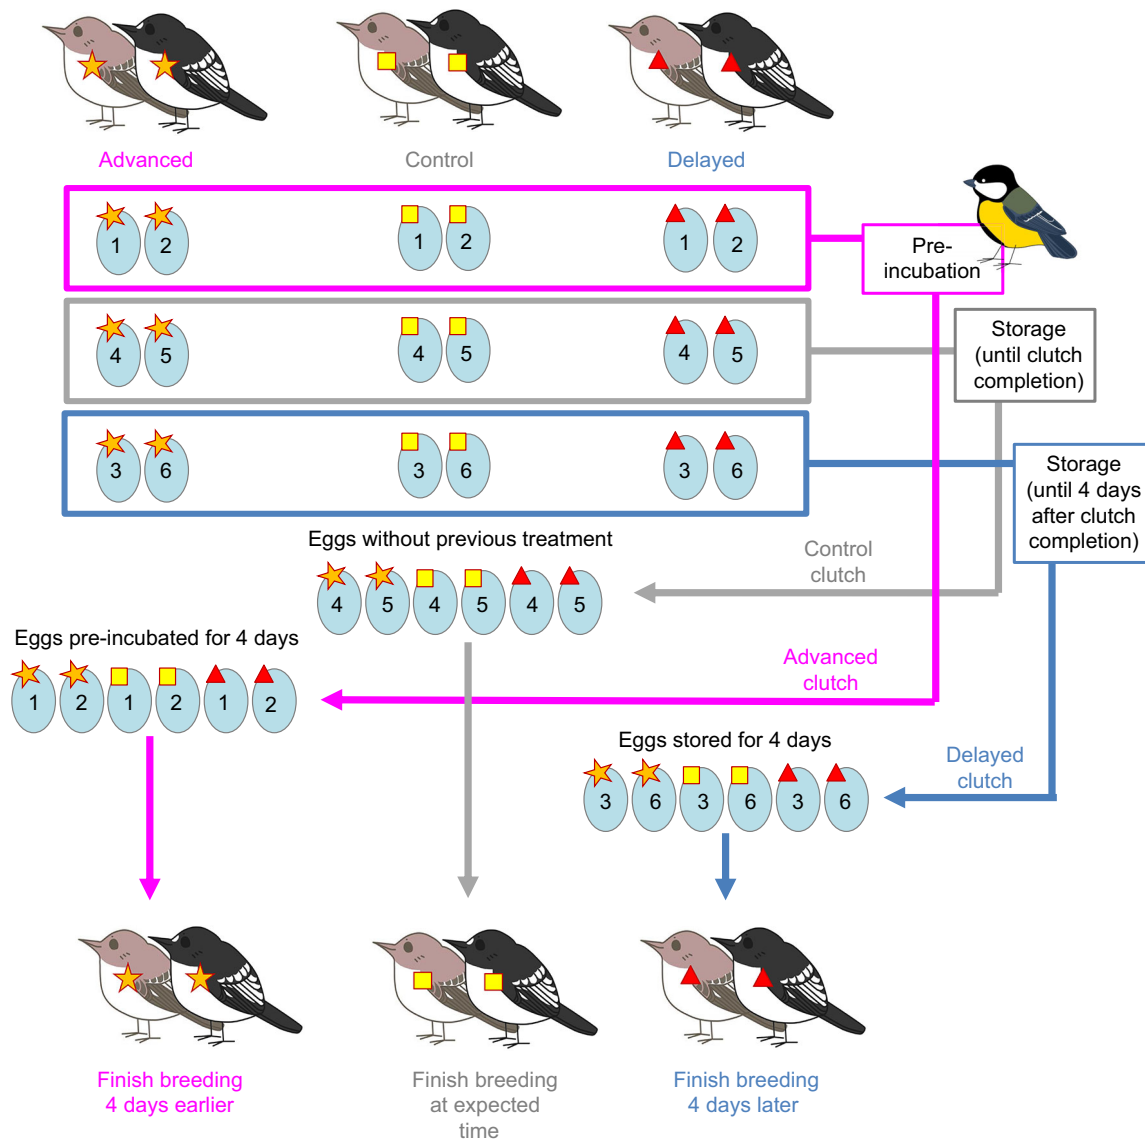 Advanced
Control
Delayed
1 2 1 2 1 2
Pre-
incubation
4 5 4 5 4 5
Storage
(until clutch
completion)
3 6 3 6 3 6
Storage
(until 4 days
after clutch
completion)
Eggs without previous treatment
4 5 4 5 4 5
Control
clutch
Eggs pre-incubated for 4 days
1 2 1 2 1 2
Advanced
clutch
Eggs stored for 4 days
3 6 3 6 3 6
Delayed
clutch
Finish breeding
4 days earlier
Finish breeding
at expected
time
Finish breeding
4 days later